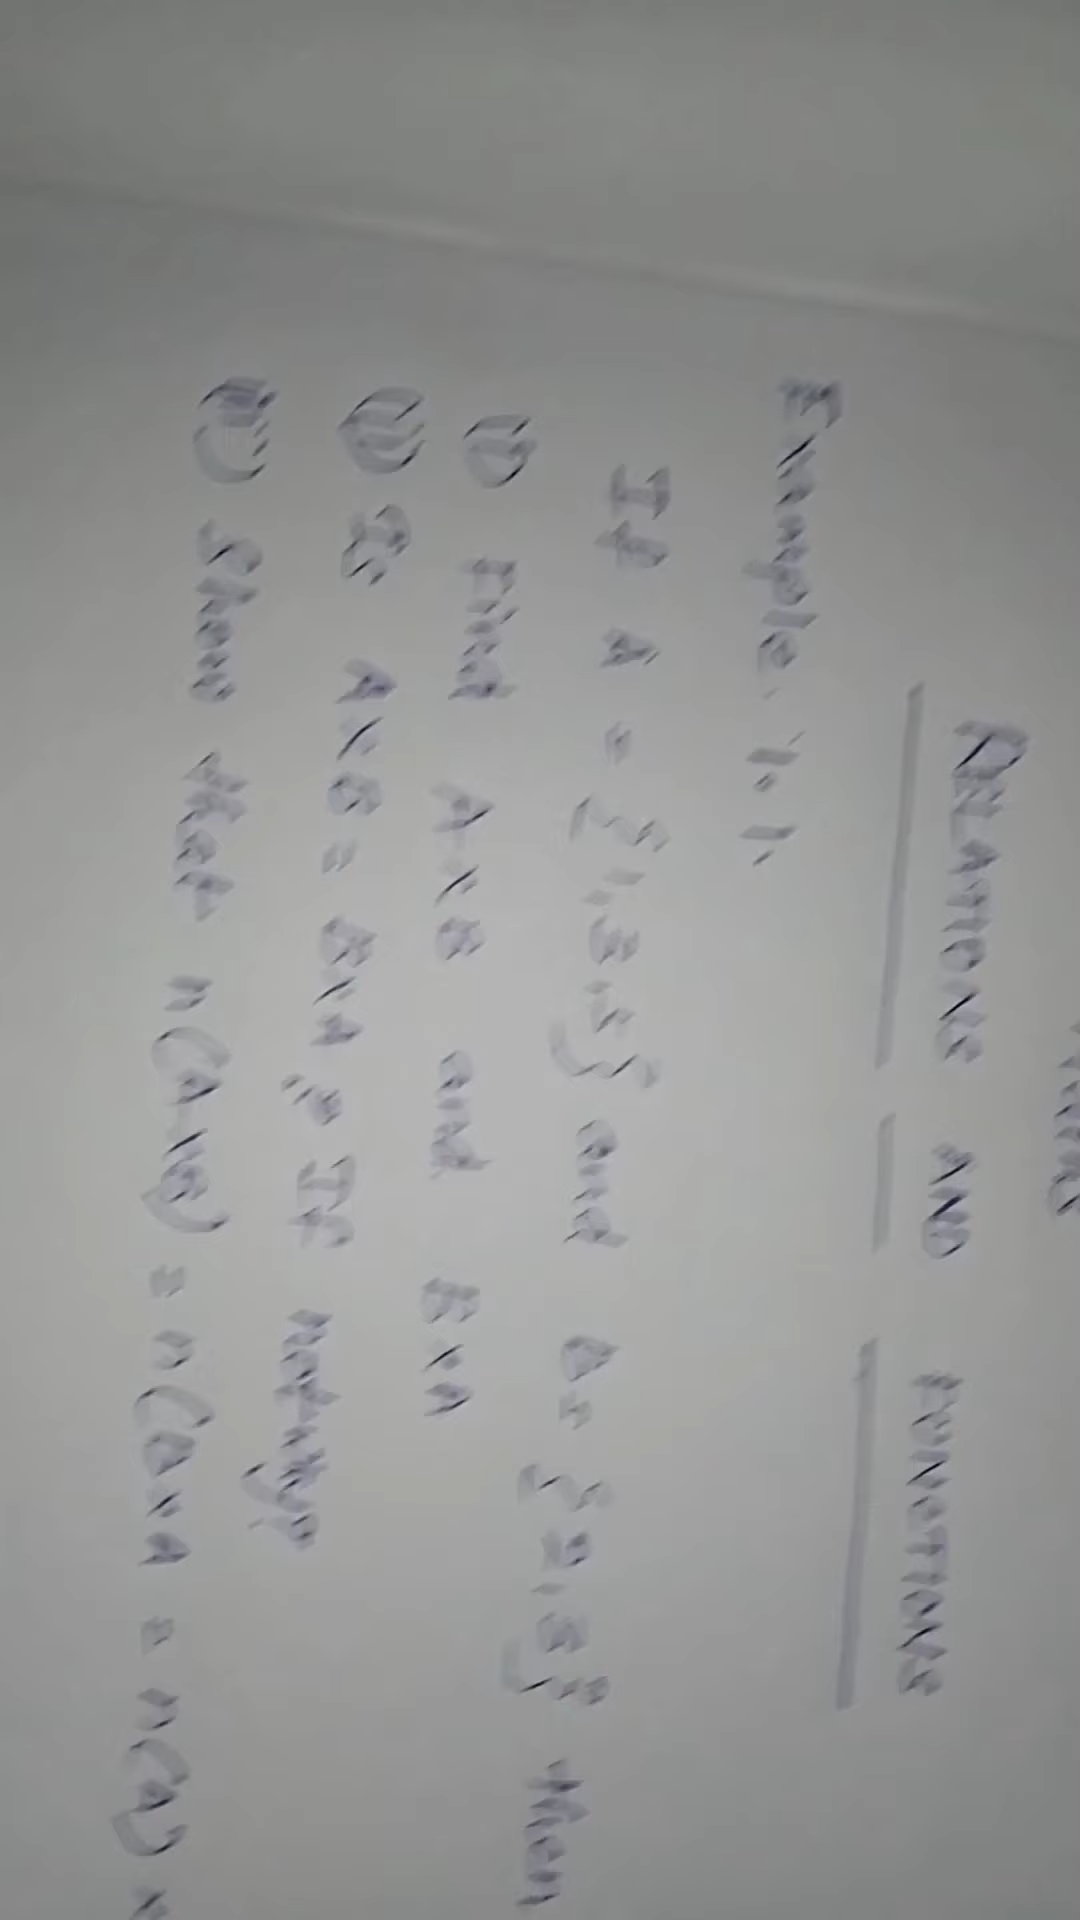 RELATIONS AND FUNCTIONS
Example. 1.1.
If A = {1,3,5} and B = {2,3} then
(i) Find A×B and B×A
(ii) Is A×B = B×A? If not why?
(iii) Show that n(A×B) = n(B×A = n(A) ×